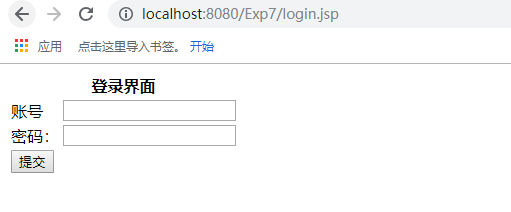 localhost:8080/Exp7/login.jsp
应用 点击这里导入书签。 开始
登录界面
账号
密码：
提交